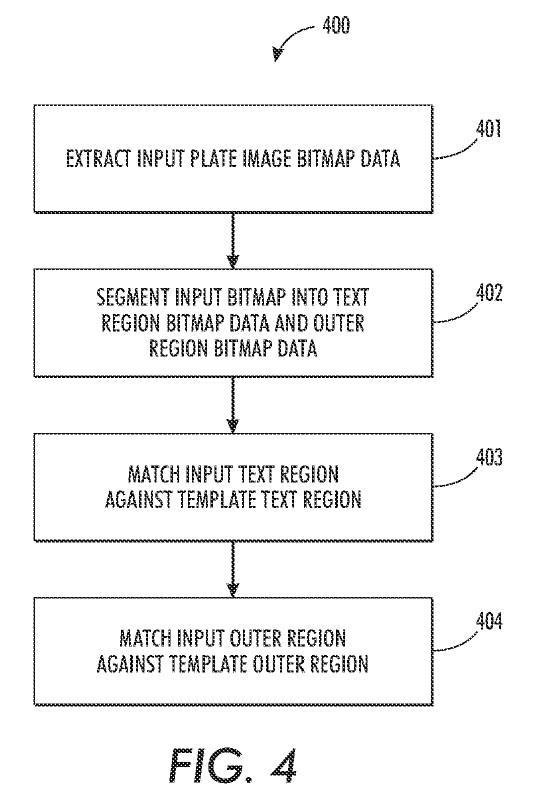 400
EXTRACT INPUT PLATE IMAGE BITMAP DATA
401
SEGMENT INPUT BITMAP INTO TEXT
REGION BITMAP DATA AND OUTER
REGION BITMAP DATA
402
MATCH INPUT TEXT REGION
AGAINST TEMPLATE TEXT REGION
403
MATCH INPUT OUTER REGION
AGAINST TEMPLATE OUTER REGION
404
FIG. 4